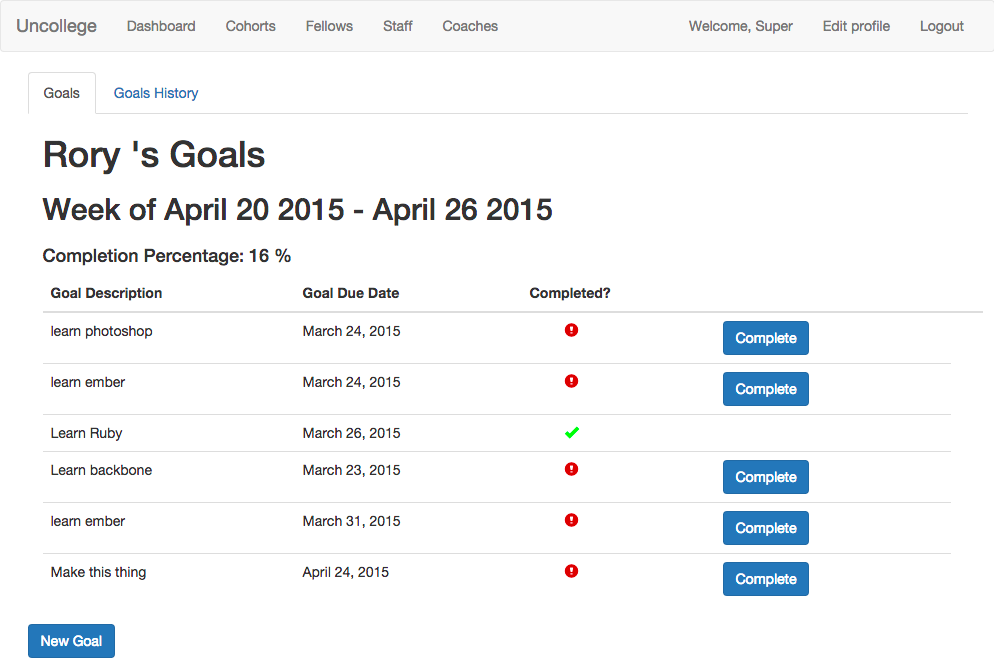 Uncollege Dashboard Cohorts Fellows Staff Coaches Welcome, Super Edit profile Logout
Goals Goals History
Rory 's Goals
Week of April 20 2015 - April 26 2015
Completion Percentage: 16 %
Goal Description Goal Due Date Completed?
learn photoshop March 24, 2015 Complete
learn ember March 24, 2015 Complete
Learn Ruby March 26, 2015
Learn backbone March 23, 2015 Complete
learn ember March 31, 2015 Complete
Make this thing April 24, 2015 Complete
New Goal